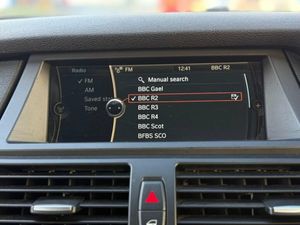 Radio FM 12:41 BBC R2
FM
AM
Saved sta
Tone
Manual search
BBC Gael
BBC R2
BBC R3
BBC R4
BBC Scot
BFBS SCO